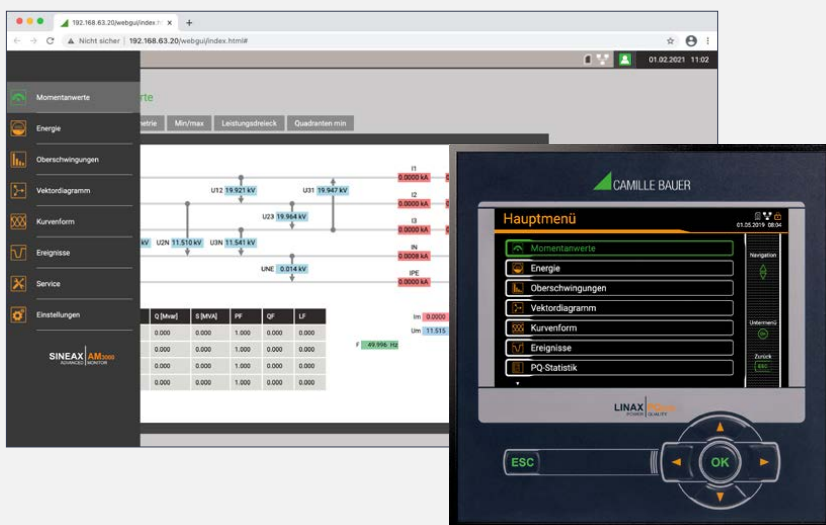 192.168.63.20/webgui/index.h
Nicht sicher 192.168.63.20/webgui/index.html#
01.02.2021 11:02
Momentanwerte
Energie
Oberschwingungen
Vektordiagramm
Kurvenform
Ereignisse
Service
Einstellungen
SINEAX AM3000
ADVANCED MONITOR
rte
metrie Min/max Leistungsdreieck Quadranten min
I1
0.0000 kA
U12 19.921 kV U31 19.947 kV
I2
0.0000 kA
U23 19.964 kV
I3
0.0000 kA
kV U2N 11.510 kV U3N 11.541 kV
IN
0.0008 kA
UNE 0.014 kV
IPE
0.0000 kA
Q [Mvar] S [MVA] PF QF LF
0.000 0.000 1.000 0.000 0.000
0.000 0.000 1.000 0.000 0.000
0.000 0.000 1.000 0.000 0.000
0.000 0.000 1.000 0.000 0.000
Im 0.0000
Um 11.515
F 49.996 Hz
CAMILLE BAUER
Hauptmenü
01.05.2019 08:04
Momentanwerte
Energie
Oberschwingungen
Vektordiagramm
Kurvenform
Ereignisse
PQ-Statistik
Navigation
Untermenü
OK
Zurück
ESC
LINAX
POWER QUALITY
ESC
OK